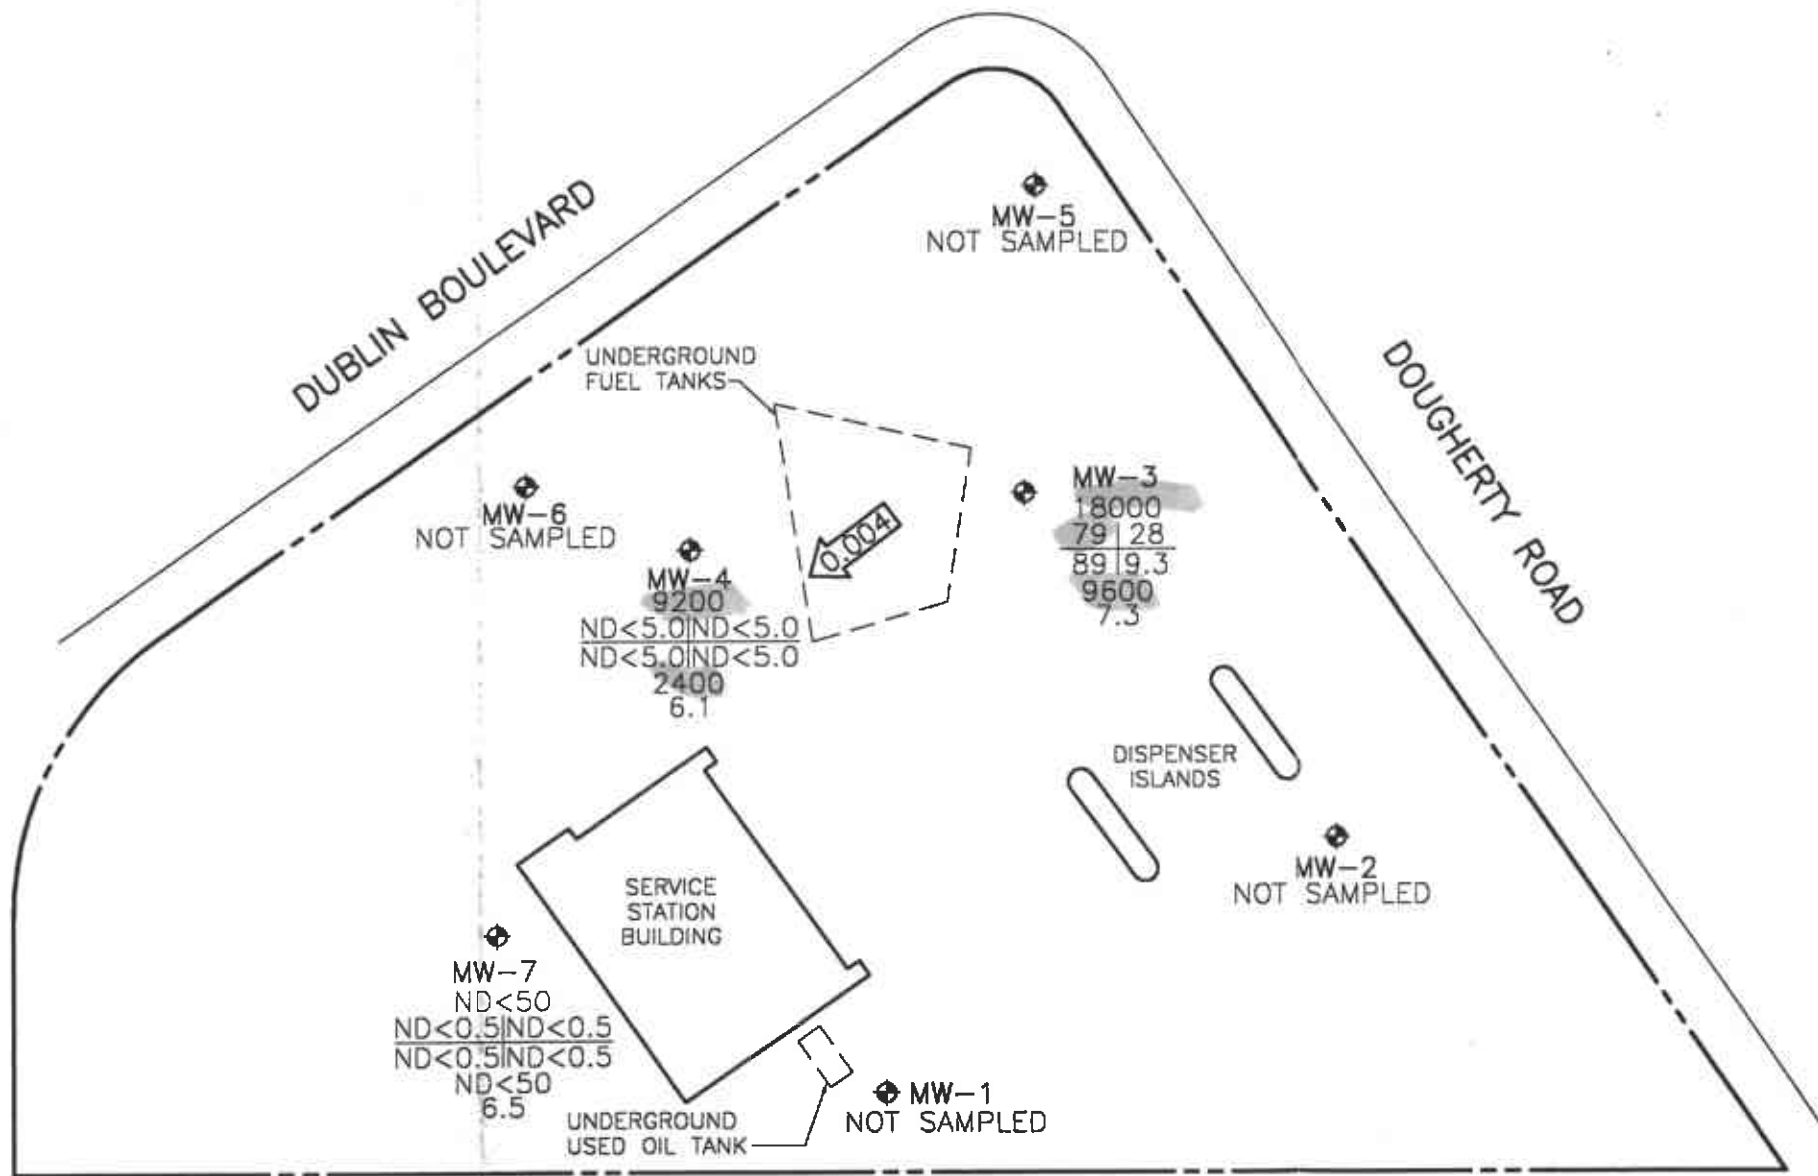 DUBLIN BOULEVARD
DOUGHERTY ROAD
MW-5
NOT SAMPLED
UNDERGROUND
FUEL TANKS
MW-6
NOT SAMPLED
0.004
MW-3
18000
79 | 28
89 | 9.3
9600
7.3
MW-4
9200
ND<5.0|ND<5.0
ND<5.0|ND<5.0
2400
6.1
DISPENSER
ISLANDS
MW-2
NOT SAMPLED
SERVICE
STATION
BUILDING
MW-7
ND<50
ND<0.5|ND<0.5
ND<0.5|ND<0.5
ND<50
6.5
MW-1
NOT SAMPLED
UNDERGROUND
USED OIL TANK